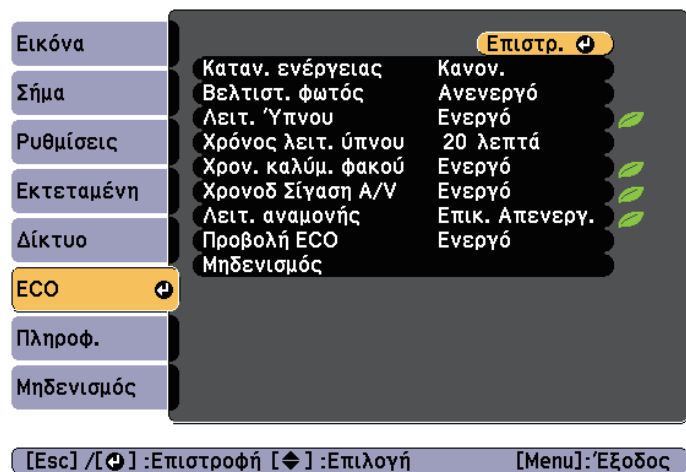 Εικόνα
Σήμα
Ρυθμίσεις
Εκτεταμένη
Δίκτυο
ECO
Πληροφ.
Μηδενισμός
Επιστρ.
Καταν. ενέργειας Κανον.
Βελτιστ. φωτός Ανενεργό
Λειτ. Ύπνου Ενεργό
Χρόνος λειτ. ύπνου 20 λεπτά
Χρον. καλύμ. φακού Ενεργό
Χρονοδ Σίγαση A/V Ενεργό
Λειτ. αναμονής Επικ. Απενεργ.
Προβολή ECO Ενεργό
Μηδενισμός
[Esc] /[⏎] :Επιστροφή [◆] :Επιλογή [Menu]:Έξοδος